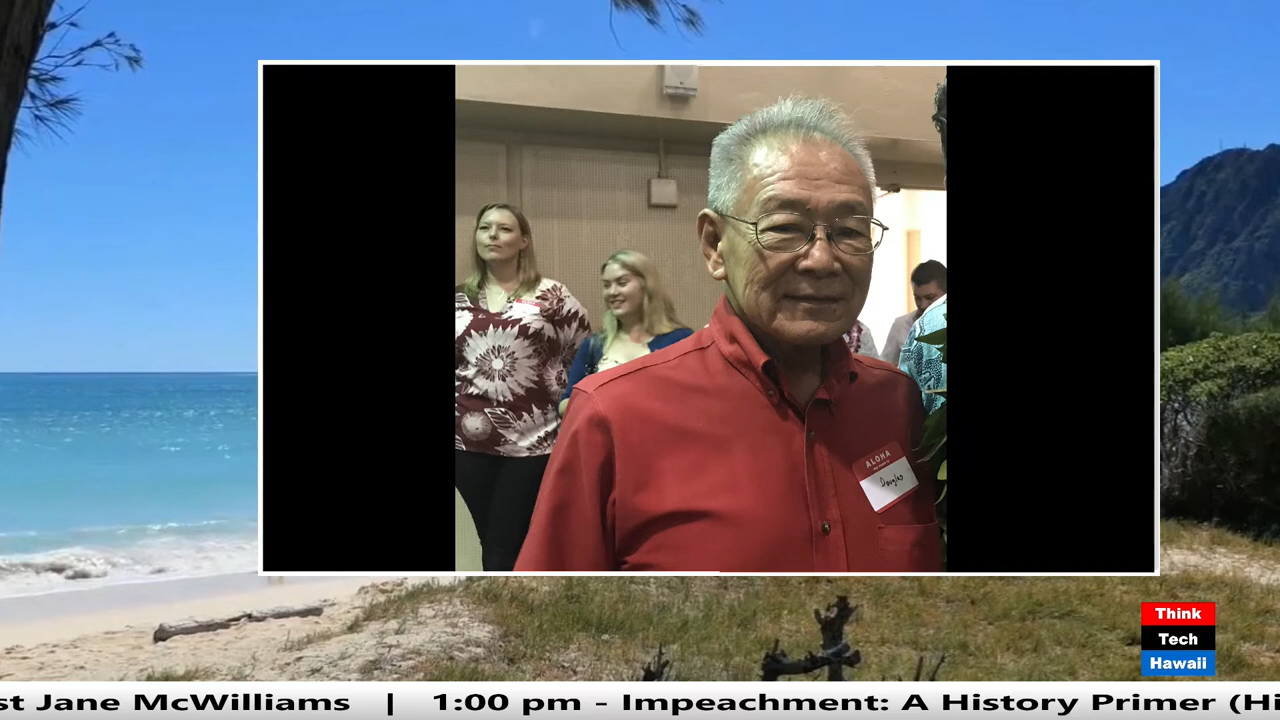 ALOHA
Douglas
Think
Tech
Hawaii
st Jane McWilliams | 1:00 pm - Impeachment: A History Primer (Hi